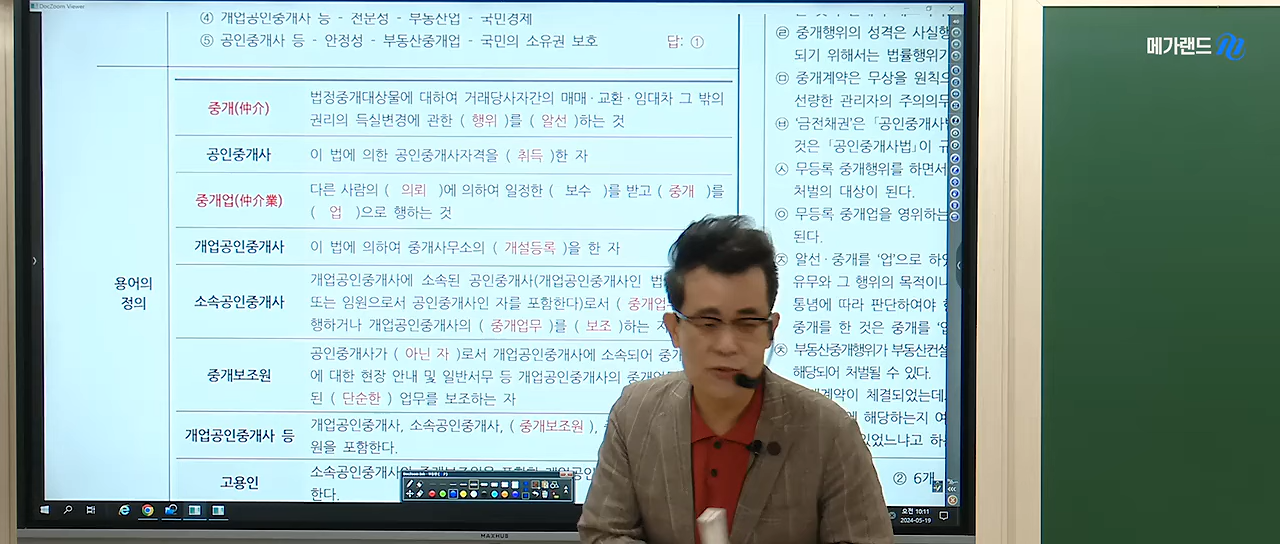 DocZoom Viewer
④ 개업공인중개사 등 - 전문성 - 부동산업 - 국민경제
⑤ 공인중개사 등 - 안정성 - 부동산중개업 - 국민의 소유권 보호 답: ①
용어의
정의
중개(仲介)
법정중개대상물에 대하여 거래당사자간의 매매·교환·임대차 그 밖의
권리의 득실변경에 관한 ( 행위 )를 ( 알선 )하는 것
공인중개사
이 법에 의한 공인중개사자격을 ( 취득 )한 자
중개업(仲介業)
다른 사람의 ( 의뢰 )에 의하여 일정한 ( 보수 )를 받고 ( 중개 )를
( 업 )으로 행하는 것
개업공인중개사
이 법에 의하여 중개사무소의 ( 개설등록 )을 한 자
소속공인중개사
개업공인중개사에 소속된 공인중개사(개업공인중개사인 법
또는 임원으로서 공인중개사인 자를 포함한다)로서 ( 중개업
행하거나 개업공인중개사의 ( 중개업무 )를 ( 보조 )하는 자
중개보조원
공인중개사가 ( 아닌 자 )로서 개업공인중개사에 소속되어 중개
에 대한 현장 안내 및 일반서무 등 개업공인중개사의 중개업
된 ( 단순한 ) 업무를 보조하는 자
개업공인중개사 등
개업공인중개사, 소속공인중개사, ( 중개보조원 ),
원을 포함한다.
고용인
한다.
㉣ 중개행위의 성격은 사실행
되기 위해서는 법률행위가
㉤ 중개계약은 무상을 원칙으
선량한 관리자의 주의의무
㉥ '금전채권'은 「공인중개사법
것은 「공인중개사법」이 규
㉦ 무등록 중개행위를 하면서
처벌의 대상이 된다.
㉧ 무등록 중개업을 영위하는
된다.
㉨ 알선·중개를 '업'으로 하였
유무와 그 행위의 목적이나
통념에 따라 판단하여야 할
중개를 한 것은 중개를 '업
㉩ 부동산중개행위가 부동산컨설
해당되어 처벌될 수 있다.
계약이 체결되었는데
해당하는지 여
있었느냐고 하
② 6개
오전 10:11
2024-05-19
MAXHUB
메가랜드